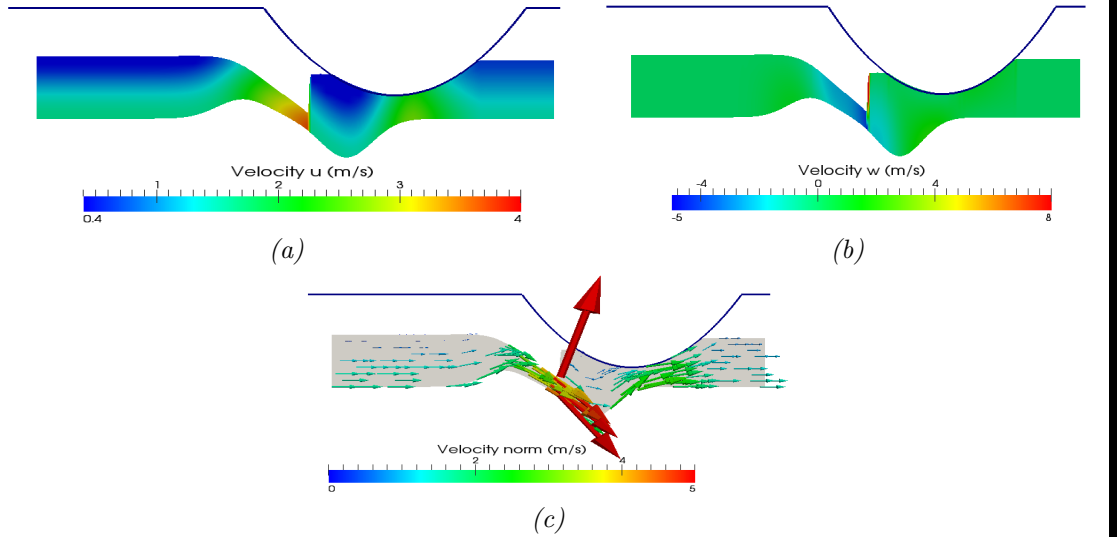 Velocity u (m/s)
1 2 3
0.4 4
(a)
Velocity w (m/s)
-4 0 4
-5 8
(b)
Velocity norm (m/s)
2 4
0 5
(c)